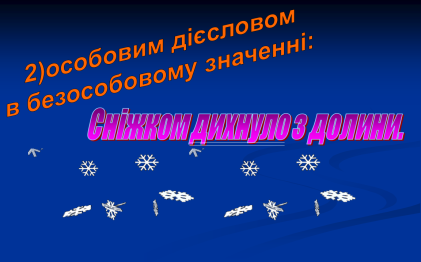 2)особовим дієсловом
в безособовому значенні:
Сніжком дихнуло з долини.